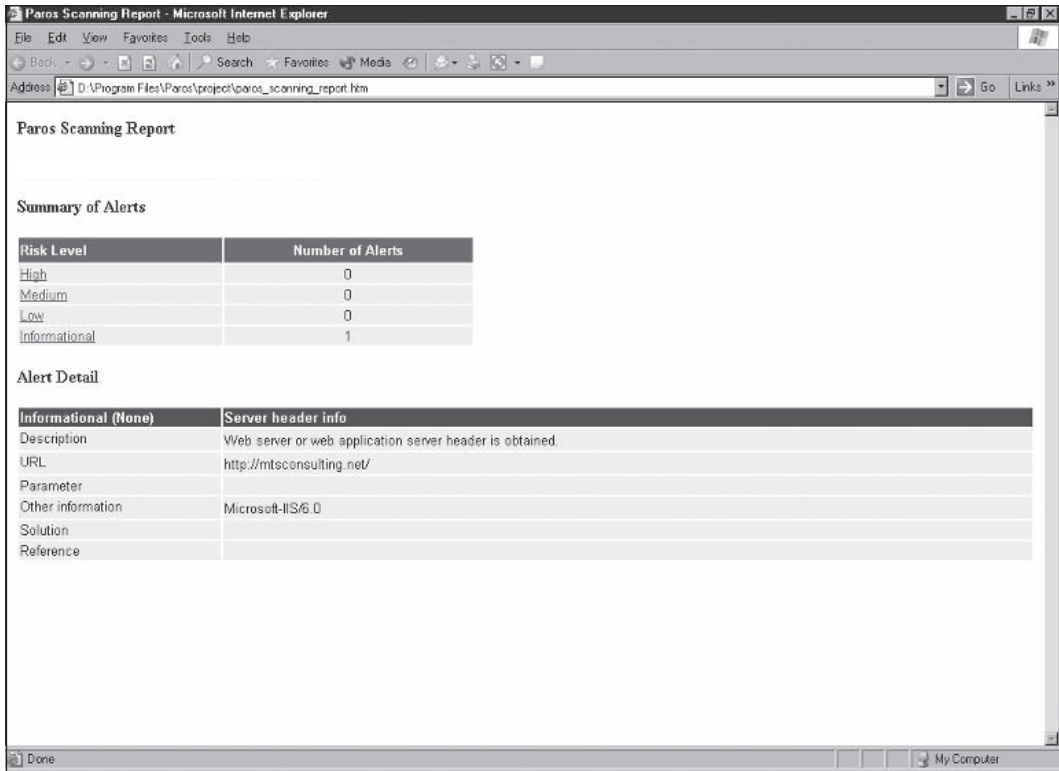 Paros Scanning Report - Microsoft Internet Explorer
File Edit View Favorites Tools Help
Back Search Favorites Media
Address D:\Program Files\Paros\project\paros_scanning_report.htm Go Links »
Paros Scanning Report
Summary of Alerts
Risk Level Number of Alerts
High 0
Medium 0
Low 0
Informational 1
Alert Detail
Informational (None) Server header info
Description Web server or web application server header is obtained.
URL http://mtsconsulting.net/
Parameter
Other information Microsoft-IIS/6.0
Solution
Reference
Done My Computer